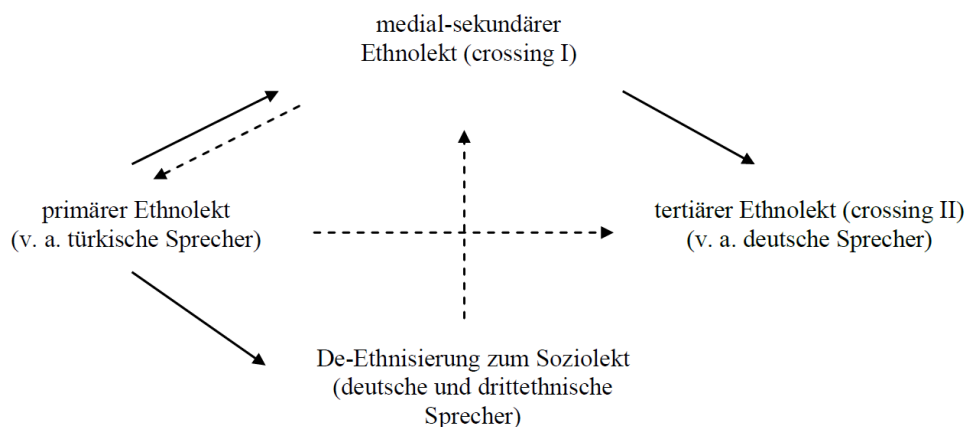 medial-sekundärer
Ethnolekt (crossing I)
primärer Ethnolekt
(v. a. türkische Sprecher)
tertiärer Ethnolekt (crossing II)
(v. a. deutsche Sprecher)
De-Ethnisierung zum Soziolekt
(deutsche und drittethnische
Sprecher)